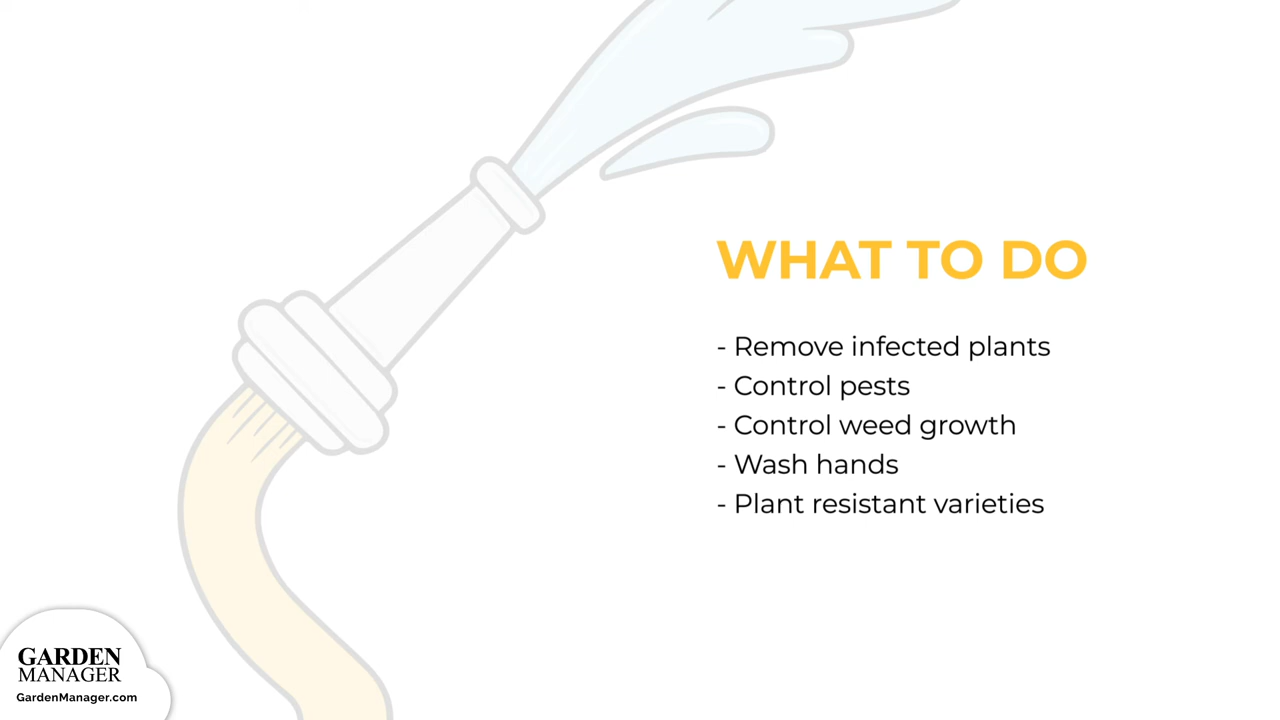 WHAT TO DO
- Remove infected plants
- Control pests
- Control weed growth
- Wash hands
- Plant resistant varieties
GARDEN
MANAGER
GardenManager.com